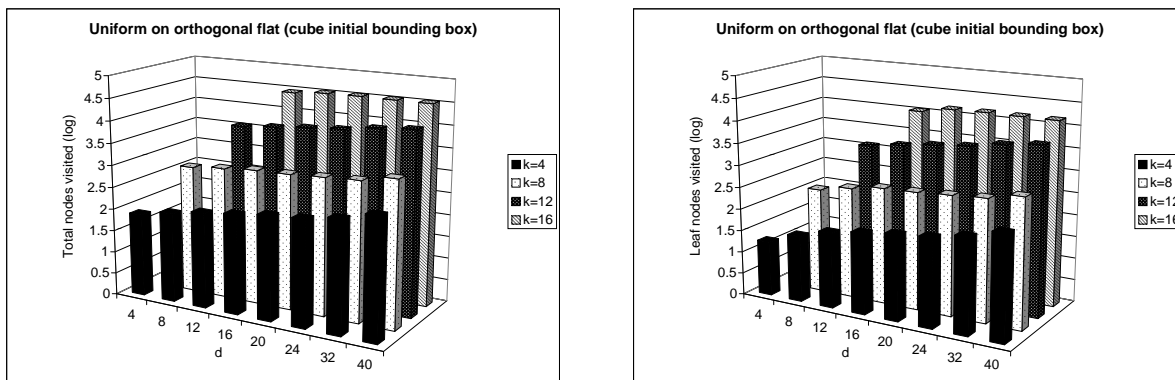 Uniform on orthogonal flat (cube initial bounding box)
5
4.5
4
3.5
3
2.5
2
1.5
1
0.5
0
Total nodes visited (log)
4
8
12
16
20
24
32
40
d
k=4
k=8
k=12
k=16
Uniform on orthogonal flat (cube initial bounding box)
5
4.5
4
3.5
3
2.5
2
1.5
1
0.5
0
Leaf nodes visited (log)
4
8
12
16
20
24
32
40
d
k=4
k=8
k=12
k=16